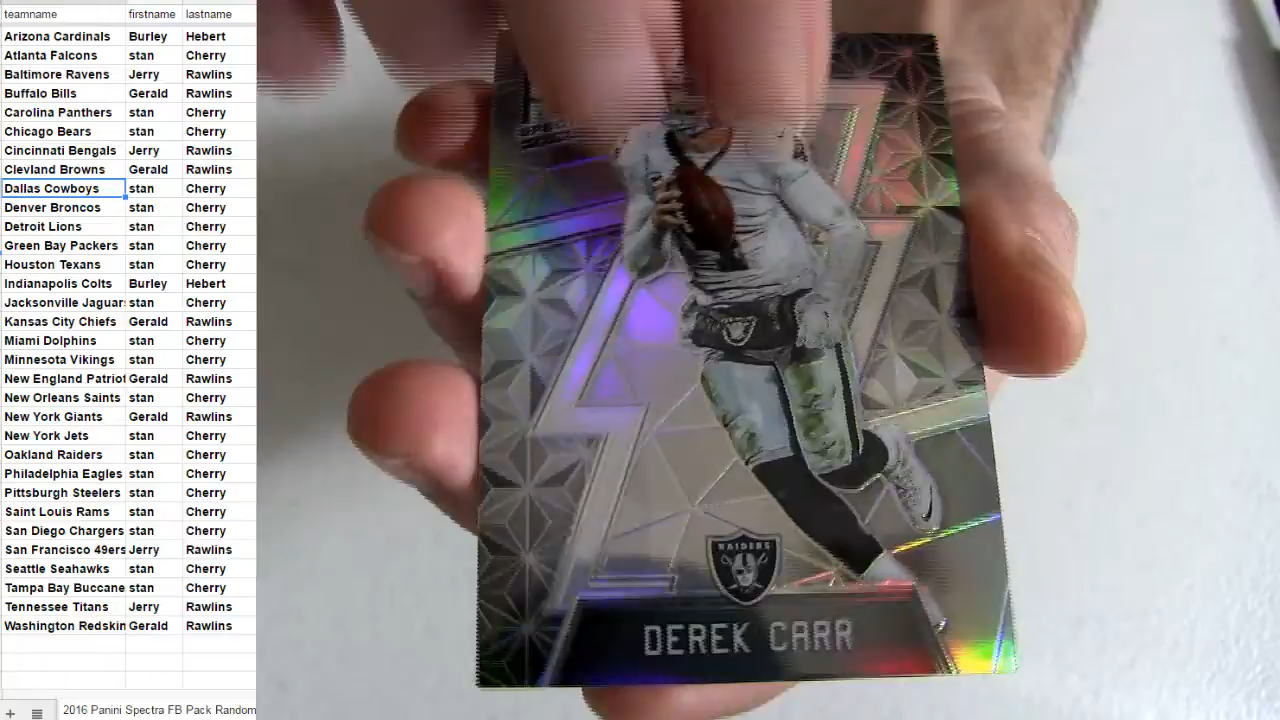 teamname firstname lastname
Arizona Cardinals Burley Hebert
Atlanta Falcons stan Cherry
Baltimore Ravens Jerry Rawlins
Buffalo Bills Gerald Rawlins
Carolina Panthers stan Cherry
Chicago Bears stan Cherry
Cincinnati Bengals Jerry Rawlins
Clevland Browns Gerald Rawlins
Dallas Cowboys stan Cherry
Denver Broncos stan Cherry
Detroit Lions stan Cherry
Green Bay Packers stan Cherry
Houston Texans stan Cherry
Indianapolis Colts Burley Hebert
Jacksonville Jaguar stan Cherry
Kansas City Chiefs Gerald Rawlins
Miami Dolphins stan Cherry
Minnesota Vikings stan Cherry
New England Patriot Gerald Rawlins
New Orleans Saints stan Cherry
New York Giants Gerald Rawlins
New York Jets stan Cherry
Oakland Raiders stan Cherry
Philadelphia Eagles stan Cherry
Pittsburgh Steelers stan Cherry
Saint Louis Rams stan Cherry
San Diego Chargers stan Cherry
San Francisco 49ers Jerry Rawlins
Seattle Seahawks stan Cherry
Tampa Bay Buccane stan Cherry
Tennessee Titans Jerry Rawlins
Washington Redskin Gerald Rawlins
2016 Panini Spectra FB Pack Random
RAIDERS
DEREK CARR